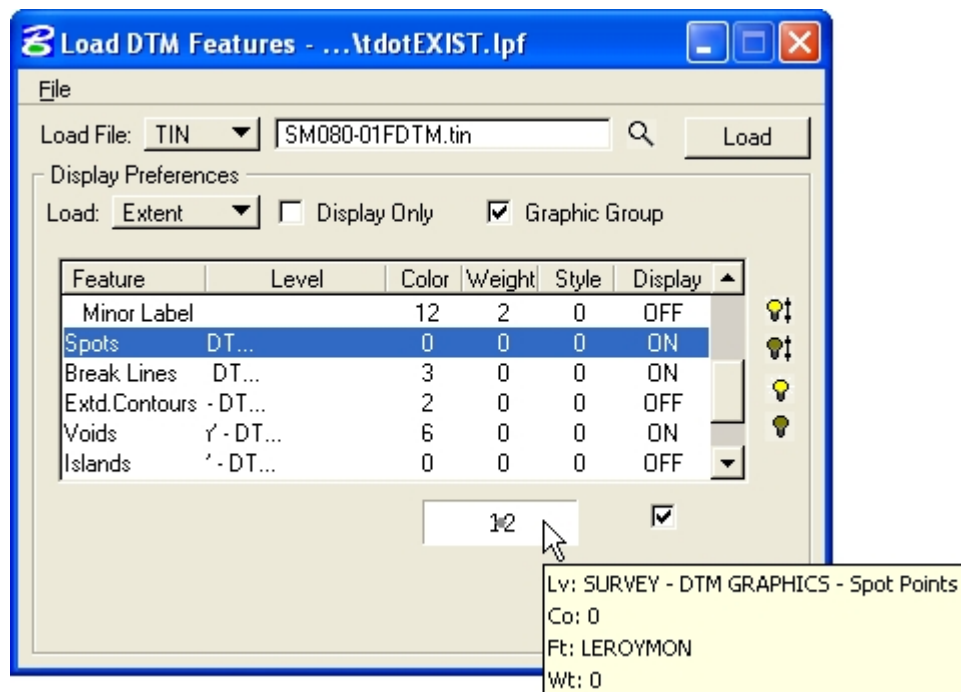 Load DTM Features - ...\tdotEXIST.lpf
File
Load File: TIN SM080-01FDTM.tin Load
Display Preferences
Load: Extent Display Only Graphic Group
Feature Level Color Weight Style Display
Minor Label 12 2 0 OFF
Spots DT... 0 0 0 ON
Break Lines DT... 3 0 0 ON
Extd.Contours - DT... 2 0 0 OFF
Voids - DT... 6 0 0 ON
Islands - DT... 0 0 0 OFF
Lv: SURVEY - DTM GRAPHICS - Spot Points
Co: 0
Ft: LEROYMON
Wt: 0